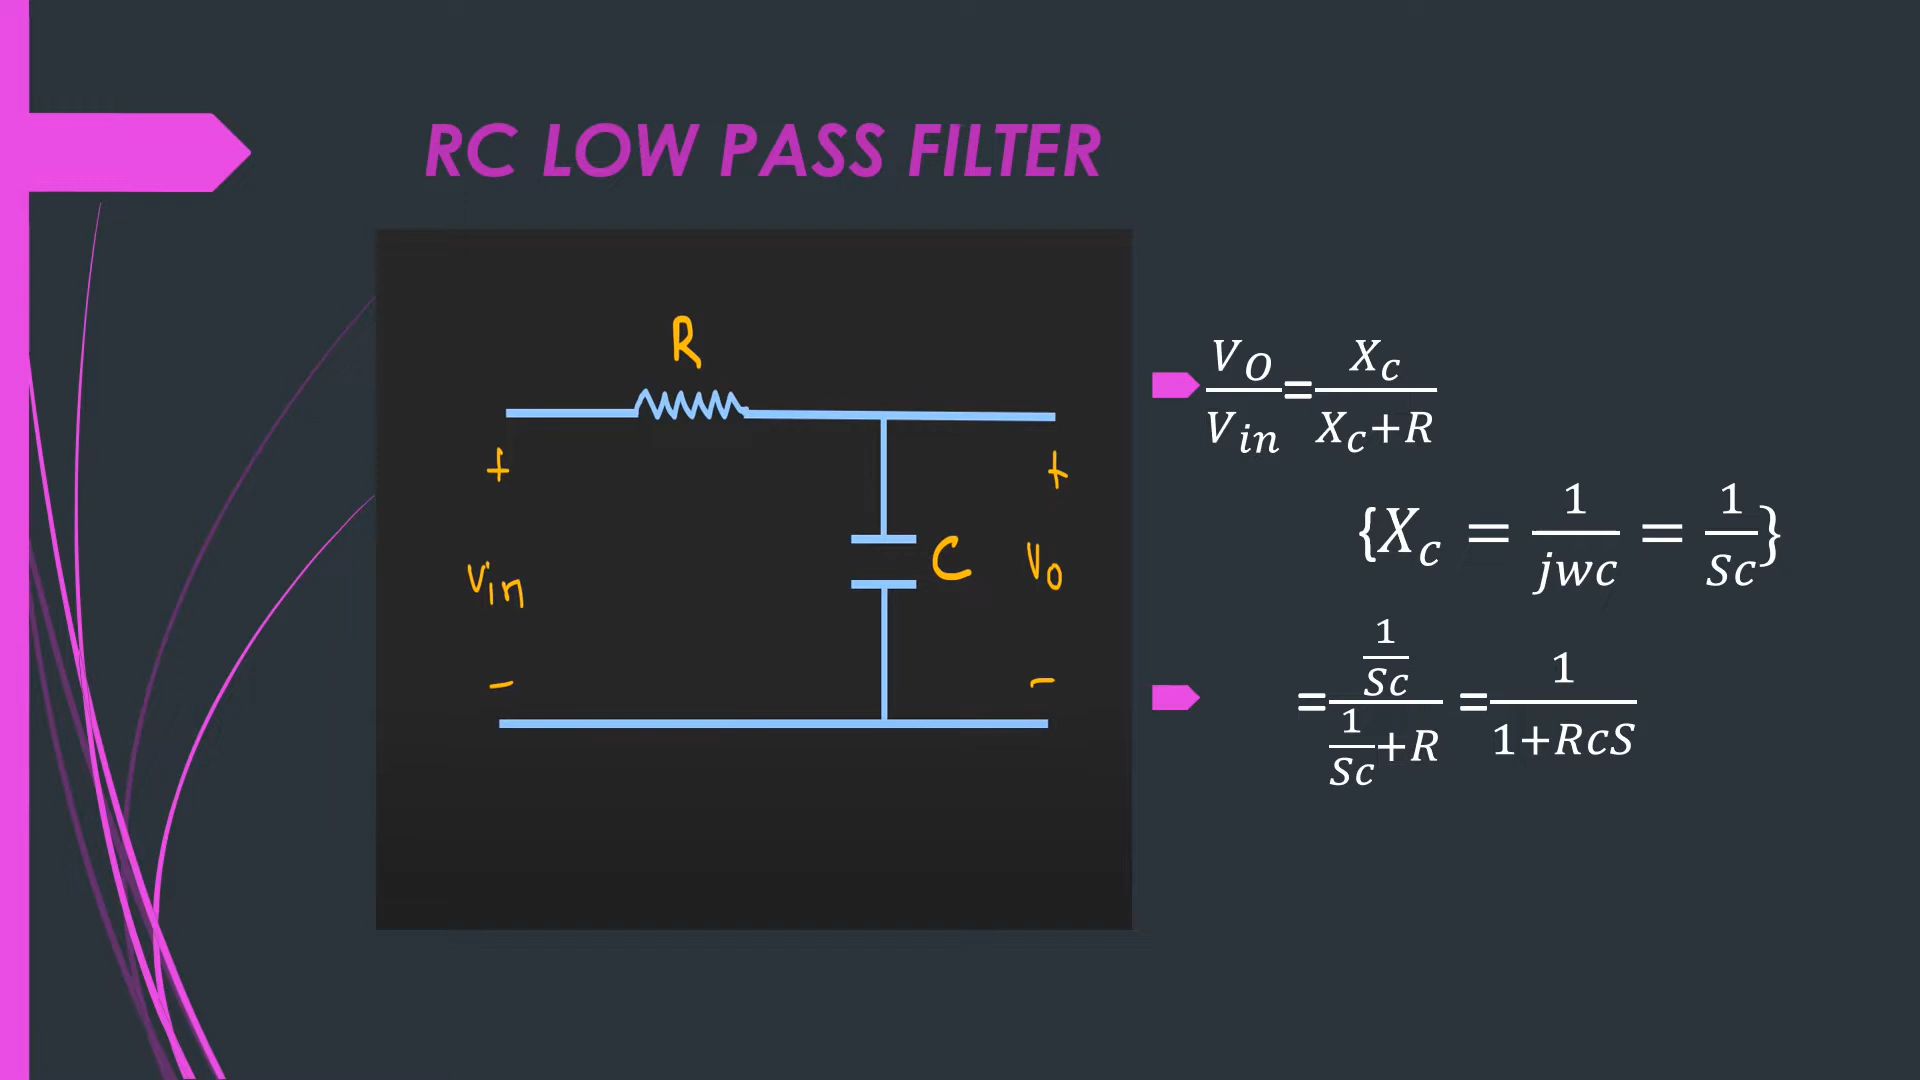 RC LOW PASS FILTER
R
+
+
Vin
C
Vo
-
-
V_O/V_in=X_c/(X_c+R)
{X_c = 1/jwc = 1/Sc}
=(1/Sc)/(1/Sc+R) =1/(1+RcS)